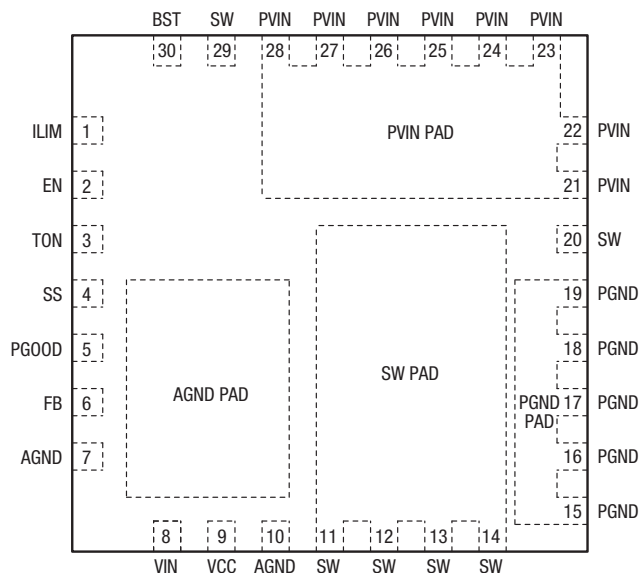 BST SW PVIN PVIN PVIN PVIN PVIN PVIN
30 29 28 27 26 25 24 23
ILIM 1
EN 2
TON 3
SS 4
PGOOD 5
FB 6
AGND 7
PVIN PAD
22 PVIN
21 PVIN
20 SW
19 PGND
18 PGND
17 PGND
16 PGND
15 PGND
AGND PAD
SW PAD
PGND
PAD
8 9 10 11 12 13 14
VIN VCC AGND SW SW SW SW